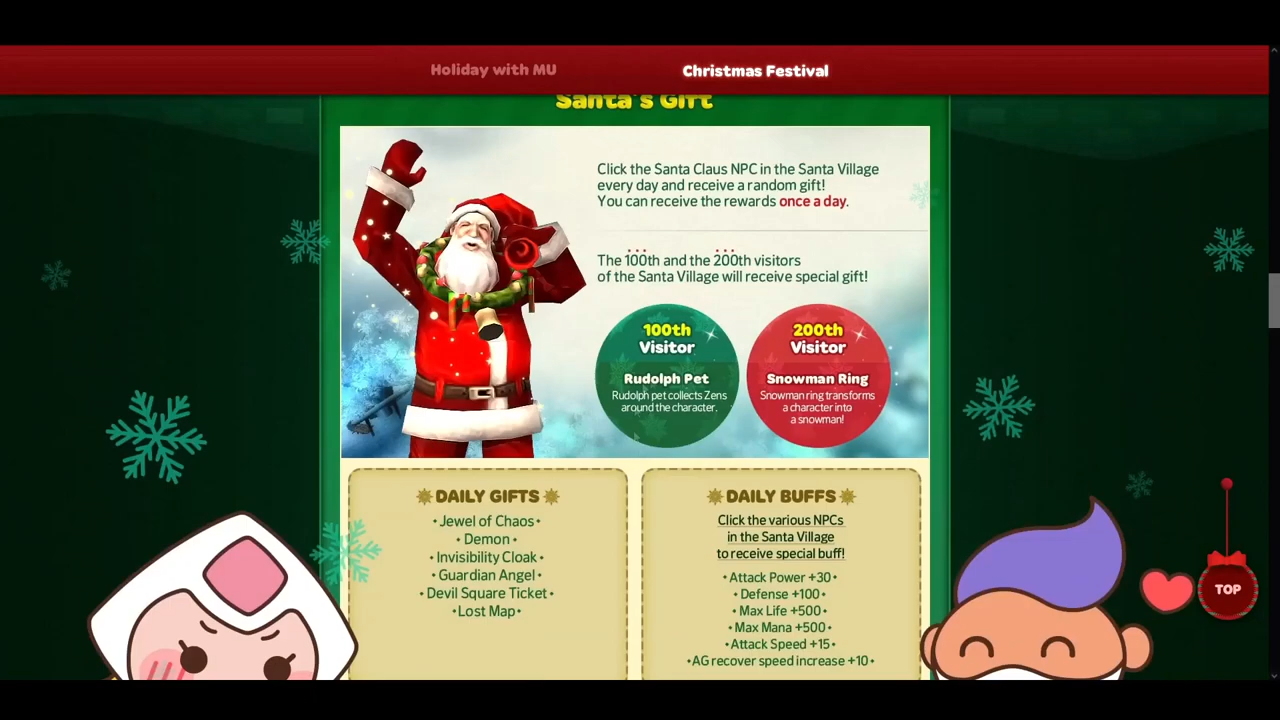 Holiday with MU
Christmas Festival
Santa's Gift
Click the Santa Claus NPC in the Santa Village
every day and receive a random gift!
You can receive the rewards once a day.
The 100th and the 200th visitors
of the Santa Village will receive special gift!
100th
Visitor
Rudolph Pet
Rudolph pet collects Zens
around the character.
200th
Visitor
Snowman Ring
Snowman ring transforms
a character into
a snowman!
DAILY GIFTS
• Jewel of Chaos •
• Demon •
• Invisibility Cloak •
• Guardian Angel •
• Devil Square Ticket •
• Lost Map •
DAILY BUFFS
Click the various NPCs
in the Santa Village
to receive special buff!
• Attack Power +30 •
• Defense +100 •
• Max Life +500 •
• Max Mana +500 •
• Attack Speed +15 •
• AG recover speed increase +10 •
TOP